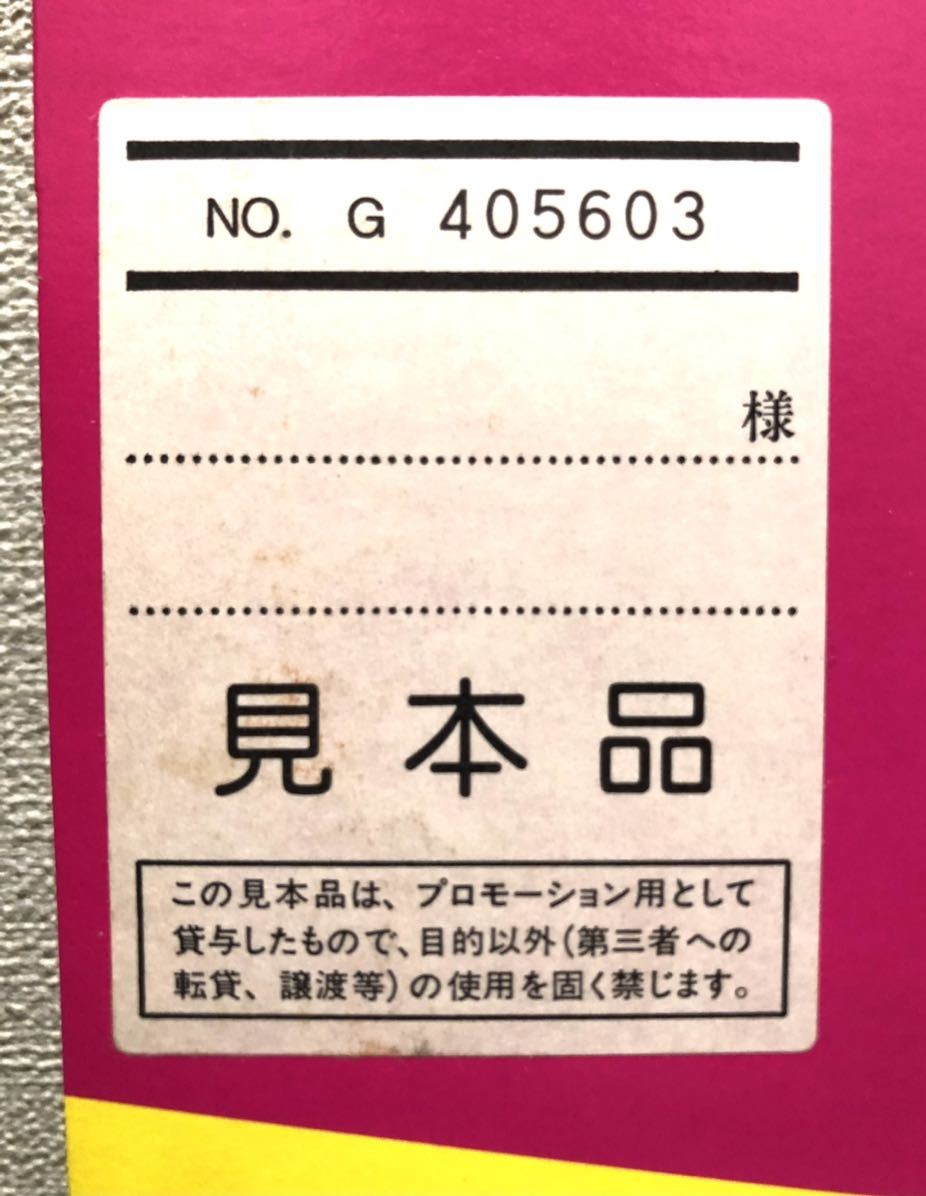 NO. G 405603
様
見本品
この見本品は、プロモーション用として
貸与したもので、目的以外(第三者への
転貸、譲渡等)の使用を固く禁じます。